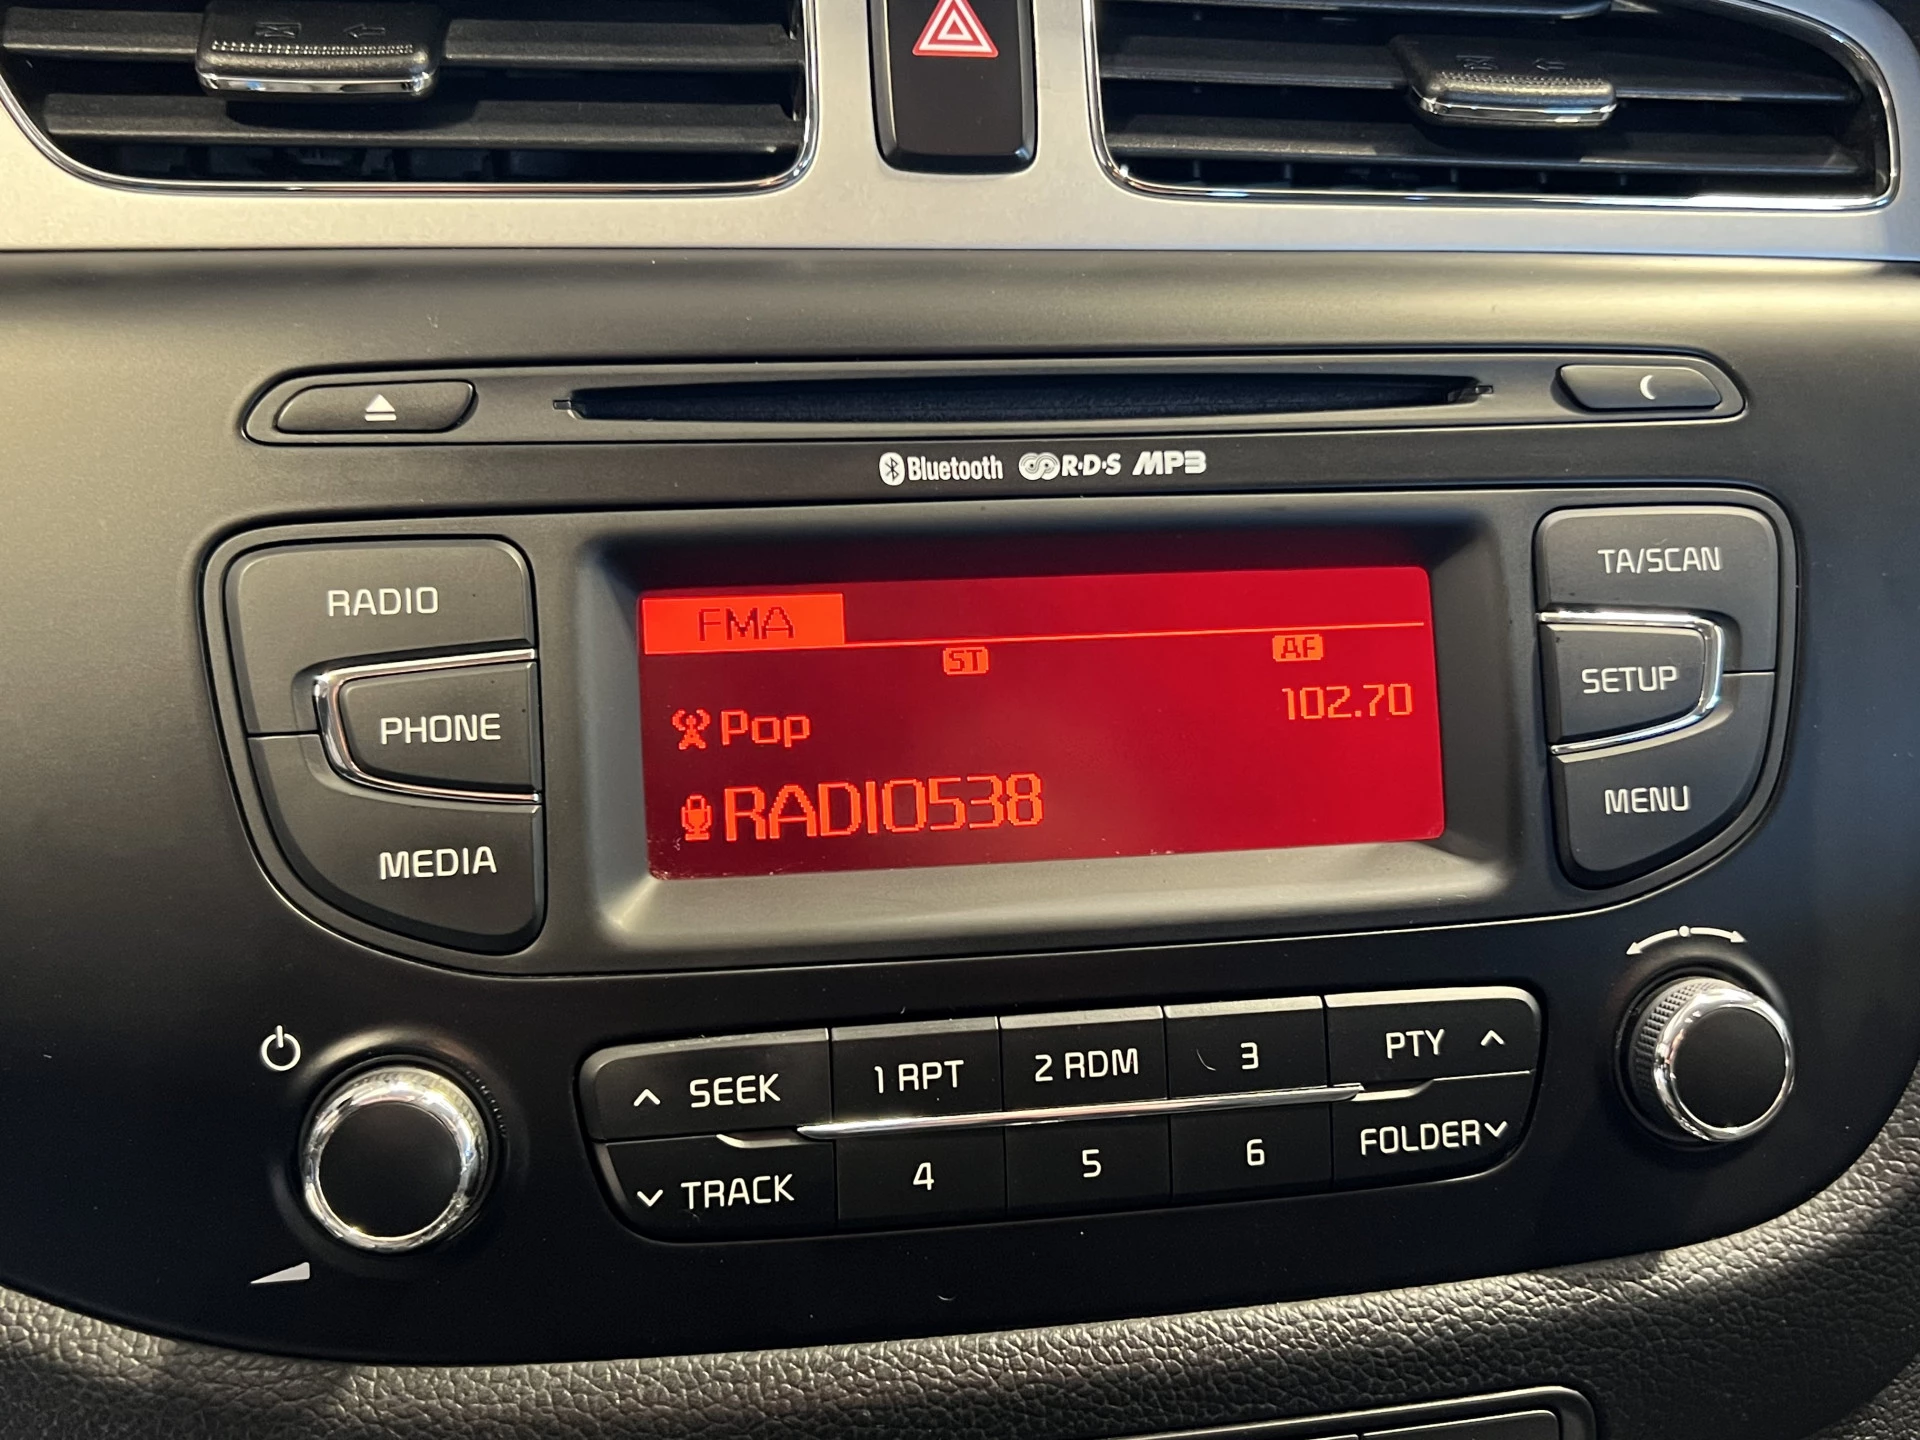 Bluetooth R·D·S MP3
RADIO
PHONE
MEDIA
FMA
ST
AF
Pop
102.70
RADIO538
TA/SCAN
SETUP
MENU
SEEK
1 RPT
2 RDM
3
PTY
TRACK
4
5
6
FOLDER